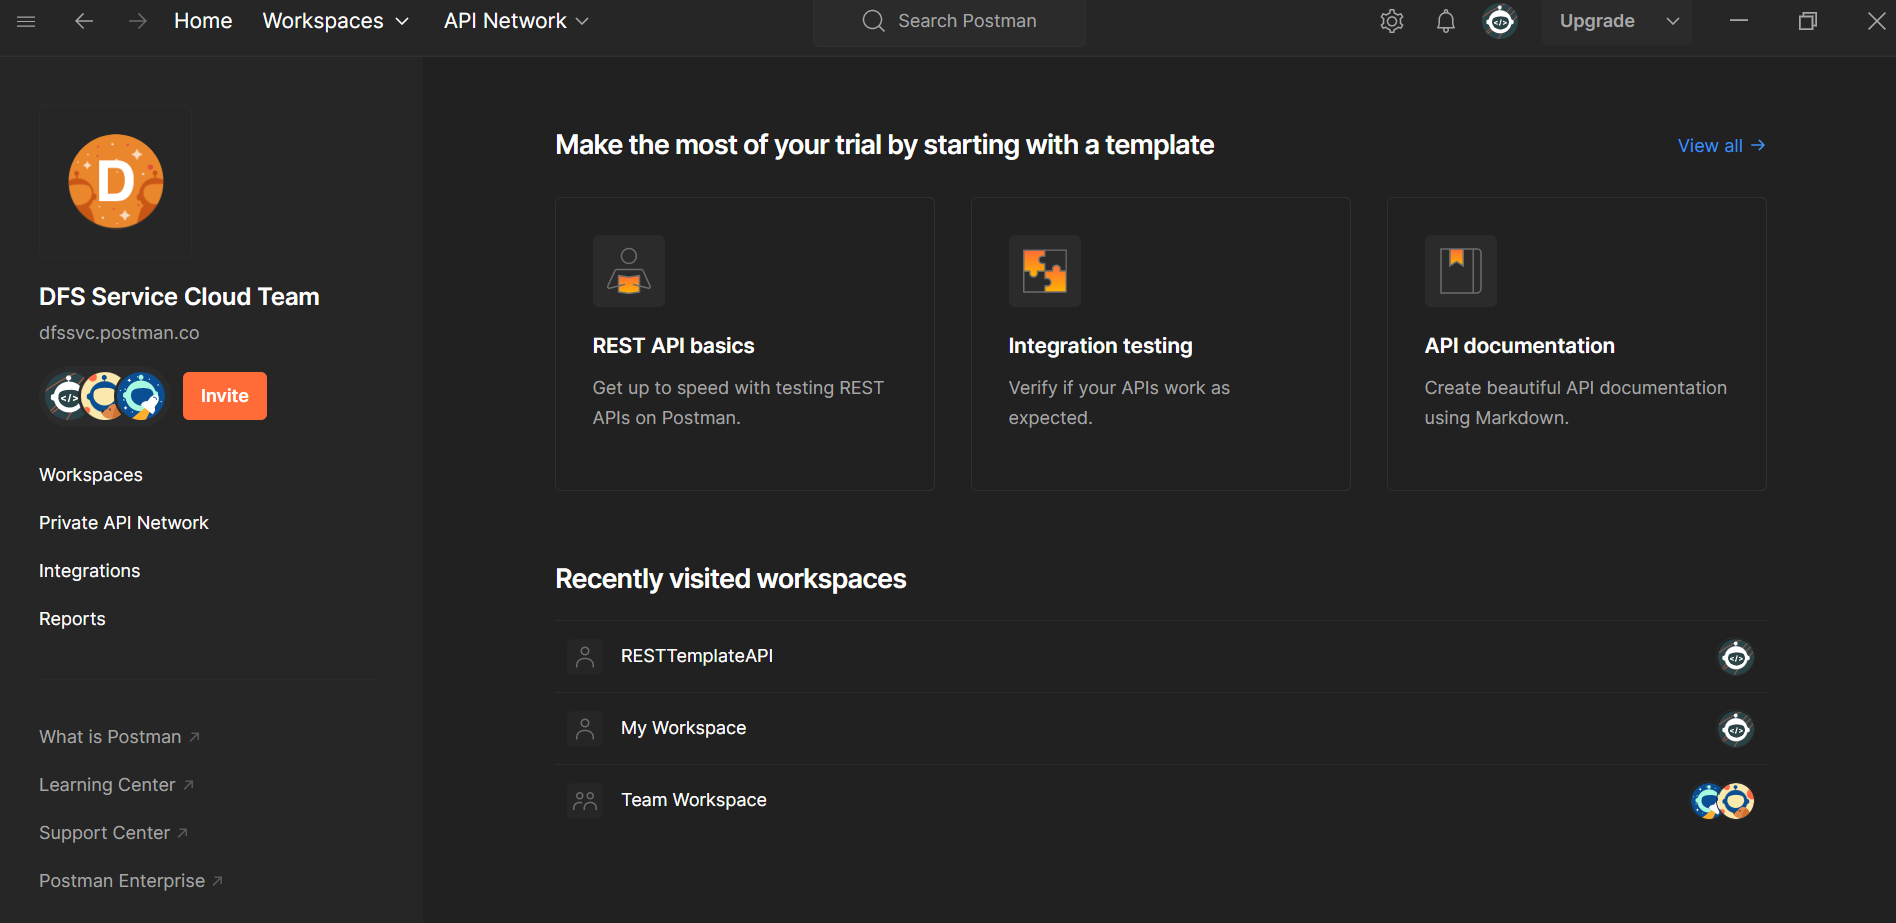 Home Workspaces API Network Search Postman Upgrade
D
DFS Service Cloud Team
dfssvc.postman.co
Invite
Workspaces
Private API Network
Integrations
Reports
What is Postman
Learning Center
Support Center
Postman Enterprise
Make the most of your trial by starting with a template
View all →
REST API basics
Get up to speed with testing REST
APIs on Postman.
Integration testing
Verify if your APIs work as
expected.
API documentation
Create beautiful API documentation
using Markdown.
Recently visited workspaces
RESTTemplateAPI
My Workspace
Team Workspace